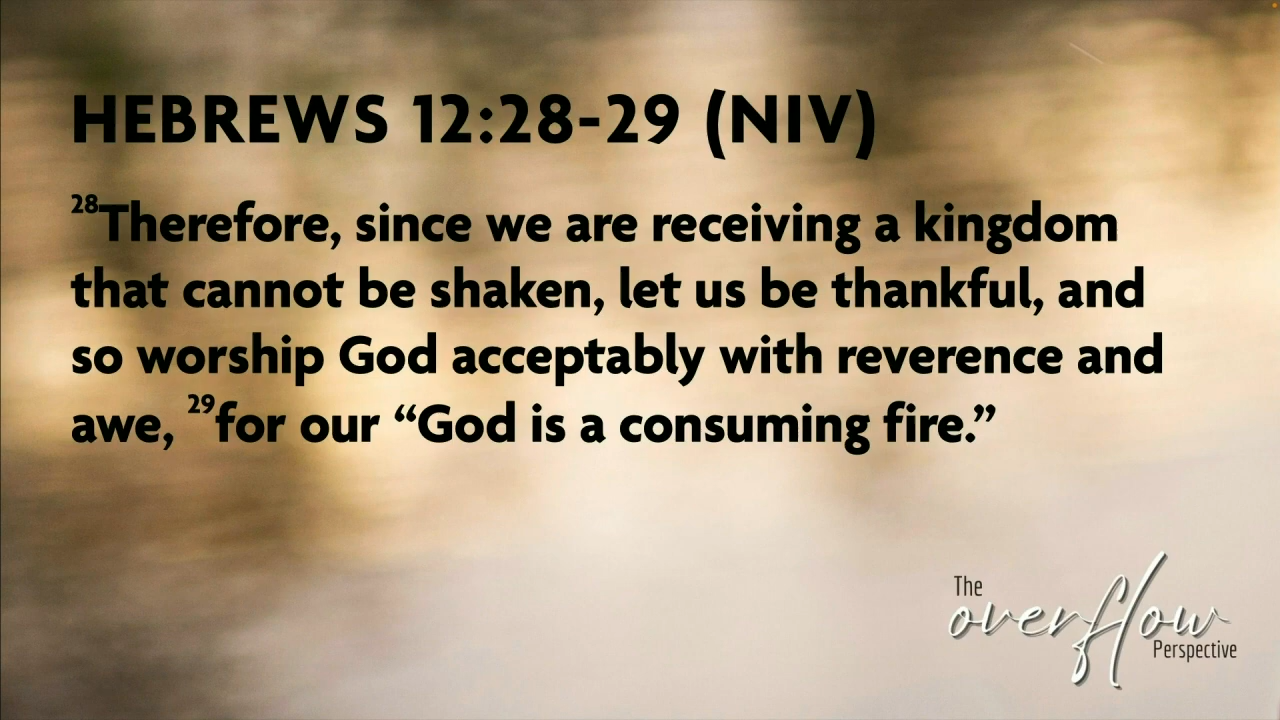 HEBREWS 12:28-29 (NIV)
28Therefore, since we are receiving a kingdom
that cannot be shaken, let us be thankful, and
so worship God acceptably with reverence and
awe, 29for our “God is a consuming fire.”
The
overflow
Perspective